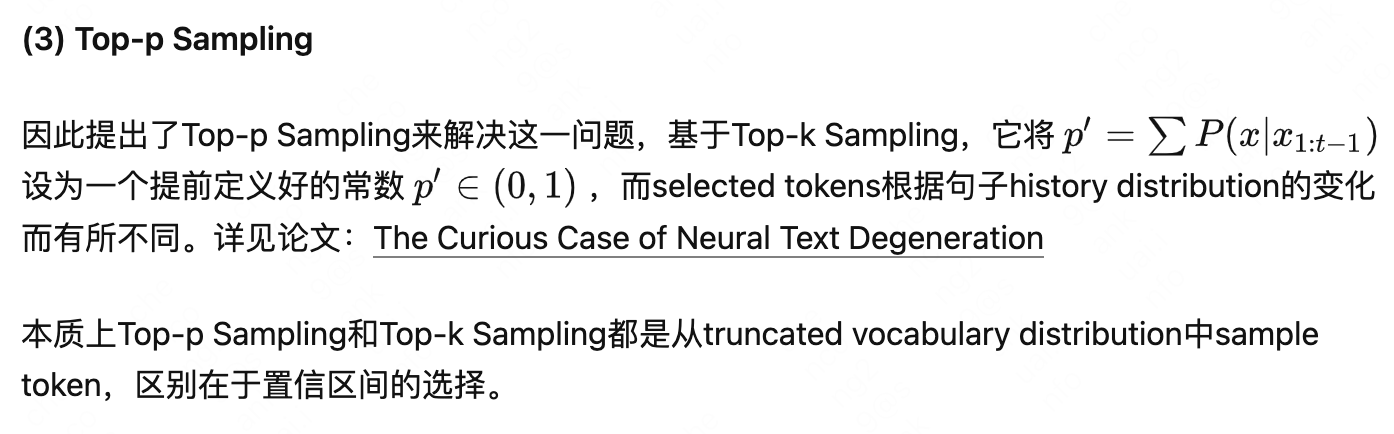 (3) Top-p Sampling
因此提出了Top-p Sampling来解决这一问题，基于Top-k Sampling，它将 p′ = ∑ P(x|x₁:ₜ₋₁)
设为一个提前定义好的常数 p′ ∈ (0, 1) ，而selected tokens根据句子history distribution的变化
而有所不同。详见论文：The Curious Case of Neural Text Degeneration
本质上Top-p Sampling和Top-k Sampling都是从truncated vocabulary distribution中sample
token，区别在于置信区间的选择。